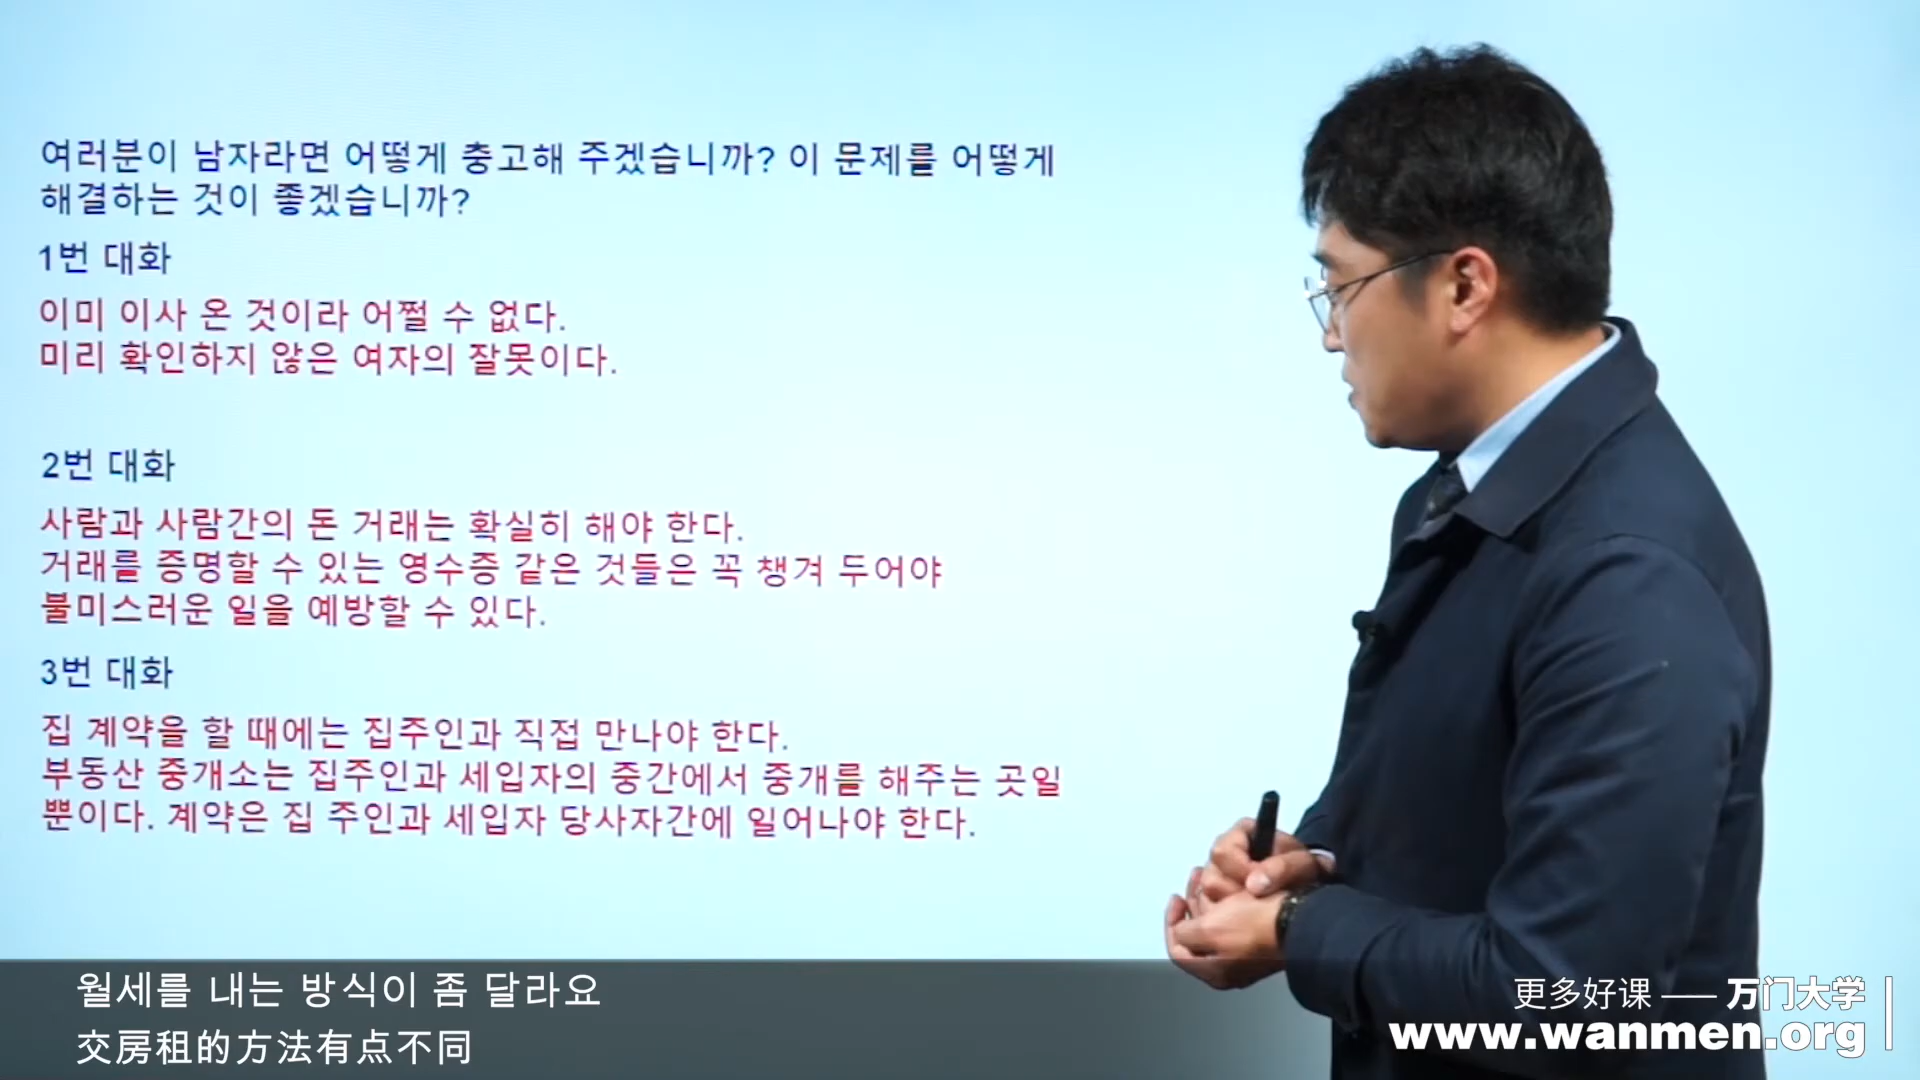 여러분이 남자라면 어떻게 충고해 주겠습니까? 이 문제를 어떻게
해결하는 것이 좋겠습니까?
1번 대화
이미 이사 온 것이라 어쩔 수 없다.
미리 확인하지 않은 여자의 잘못이다.
2번 대화
사람과 사람간의 돈 거래는 확실히 해야 한다.
거래를 증명할 수 있는 영수증 같은 것들은 꼭 챙겨 두어야
불미스러운 일을 예방할 수 있다.
3번 대화
집 계약을 할 때에는 집주인과 직접 만나야 한다.
부동산 중개소는 집주인과 세입자의 중간에서 중개를 해주는 곳일
뿐이다. 계약은 집 주인과 세입자 당사자간에 일어나야 한다.
월세를 내는 방식이 좀 달라요
交房租的方法有点不同
更多好课 —— 万门大学
www.wanmen.org